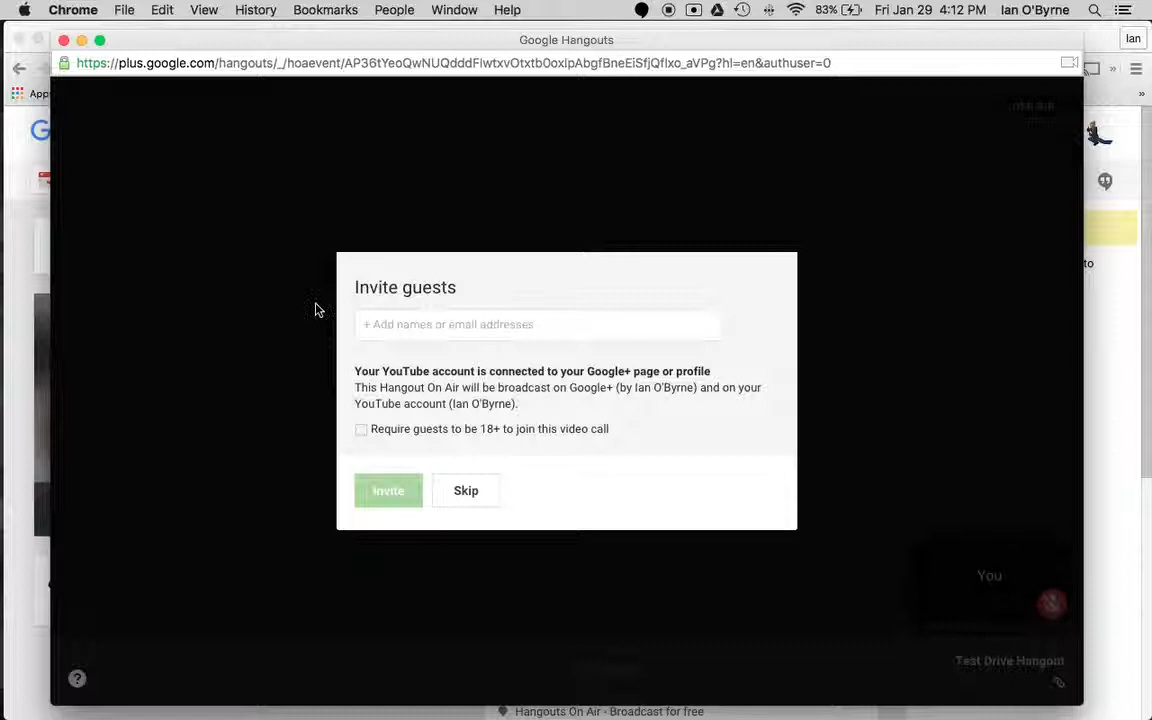 Chrome File Edit View History Bookmarks People Window Help 83% Fri Jan 29 4:12 PM Ian O'Byrne
Google Hangouts
Ian
https://plus.google.com/hangouts/_/hoaevent/AP36tYeoQwNUQdddFlwtxvOtxtb0oxipAbgfBneEiSfjQflxo_aVPg?hl=en&authuser=0
Apps
»
»
G
Invite guests
+ Add names or email addresses
to
Your YouTube account is connected to your Google+ page or profile
This Hangout On Air will be broadcast on Google+ (by Ian O'Byrne) and on your
YouTube account (Ian O'Byrne).
Require guests to be 18+ to join this video call
Invite Skip
You
Test Drive Hangout
?
Hangouts On Air - Broadcast for free